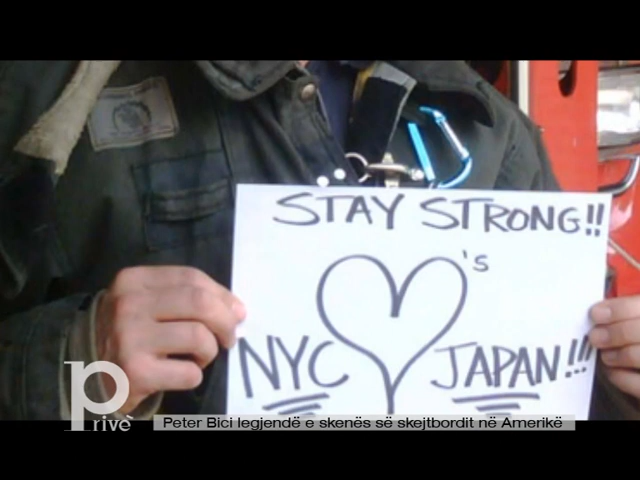 STAY STRONG!!
♥'s
NYC JAPAN!!!
Privè
Peter Bici legjendë e skenës së skejtbordit në Amerikë